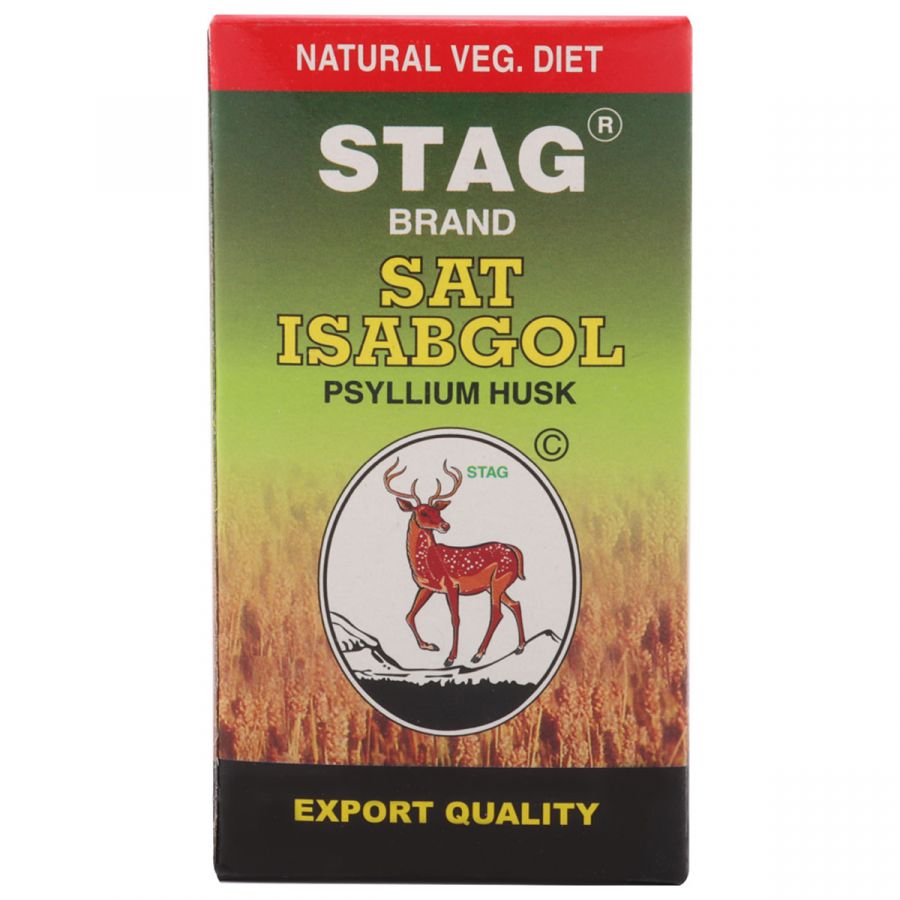 NATURAL VEG. DIET
STAG®
BRAND
SAT
ISABGOL
PSYLLIUM HUSK
©
STAG
EXPORT QUALITY